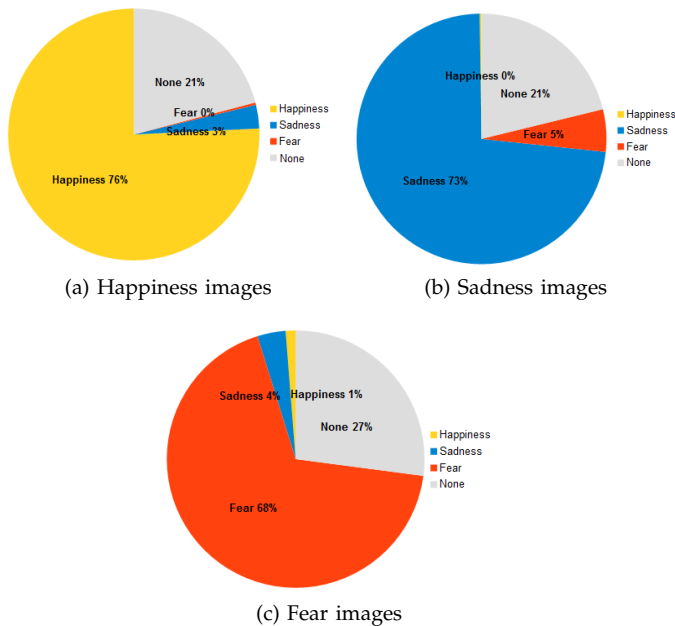 None 21%
Fear 0%
Sadness 3%
Happiness 76%
Happiness
Sadness
Fear
None
(a) Happiness images
Happiness 0%
None 21%
Fear 5%
Sadness 73%
Happiness
Sadness
Fear
None
(b) Sadness images
Sadness 4%
Happiness 1%
None 27%
Fear 68%
Happiness
Sadness
Fear
None
(c) Fear images